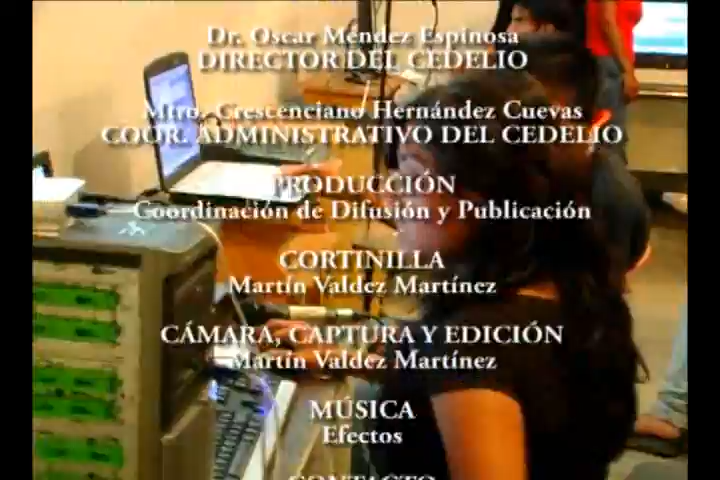 Dr. Oscar Méndez Espinosa
DIRECTOR DEL CEDELIO
Mtro. Crescenciano Hernández Cuevas
COOR. ADMINISTRATIVO DEL CEDELIO
PRODUCCIÓN
Coordinación de Difusión y Publicación
CORTINILLA
Martín Valdez Martínez
CÁMARA, CAPTURA Y EDICIÓN
Martín Valdez Martínez
MÚSICA
Efectos
CONTACTO